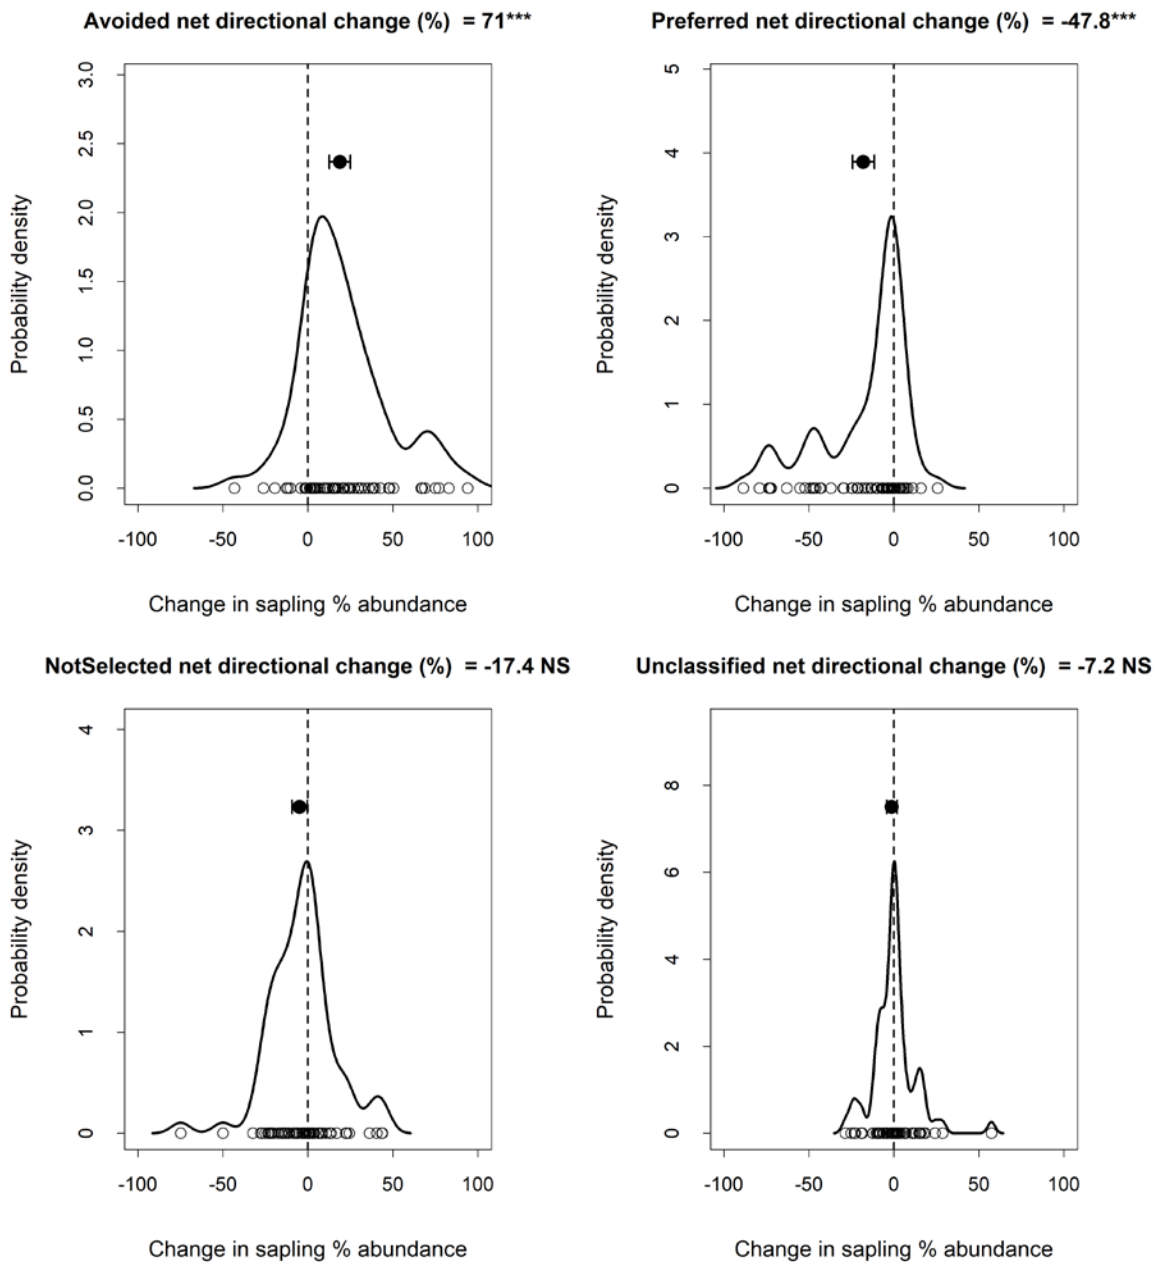 Avoided net directional change (%)  = 71***
Probability density
3.0
2.5
2.0
1.5
1.0
0.5
0.0
-100 -50 0 50 100
Change in sapling % abundance
Preferred net directional change (%)  = -47.8***
Probability density
5
4
3
2
1
0
-100 -50 0 50 100
Change in sapling % abundance
NotSelected net directional change (%)  = -17.4 NS
Probability density
4
3
2
1
0
-100 -50 0 50 100
Change in sapling % abundance
Unclassified net directional change (%)  = -7.2 NS
Probability density
8
6
4
2
0
-100 -50 0 50 100
Change in sapling % abundance